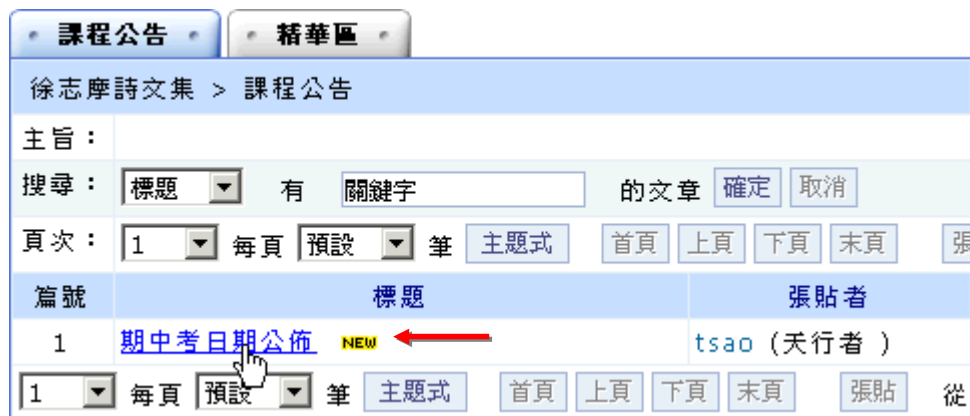 課程公告 精華區
徐志摩詩文集 > 課程公告
主旨：
搜尋： 標題 有 關鍵字 的文章 確定 取消
頁次： 1 每頁 預設 筆 主題式 首頁 上頁 下頁 末頁 張
篇號 標題 張貼者
1 期中考日期公佈 NEW tsao (天行者 )
1 每頁 預設 筆 主題式 首頁 上頁 下頁 末頁 張貼 從